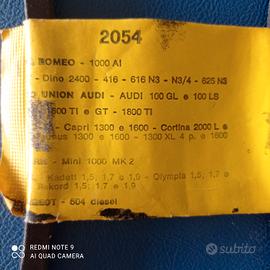 2054
ROMEO - 1000 AI
- Dino 2400 - 416 - 616 N3 - N3/4 - 625 N3
UNION AUDI - AUDI 100 GL e 100 LS
1600 TI e GT - 1800 TI
- Capri 1300 e 1600 - Cortina 2000 L e
1300 e 1600 - 1300 XL 4 p. e 1600
- Mini 1000 MK 2
Kadett 1,5; 1,7 e 1,9 - Olympia 1,5; 1,7 e
Rekord 1,5; 1,7 e 1,9
- 504 diesel
REDMI NOTE 9
AI QUAD CAMERA
subito